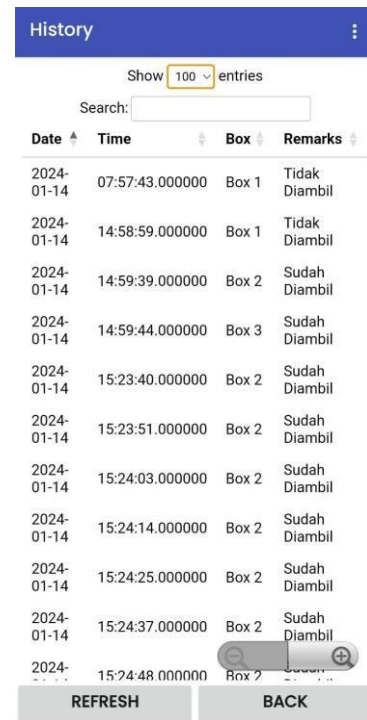 History
Show 100 entries
Search:
Date Time Box Remarks
2024-
01-14 07:57:43.000000 Box 1 Tidak
Diambil
2024-
01-14 14:58:59.000000 Box 1 Tidak
Diambil
2024-
01-14 14:59:39.000000 Box 2 Sudah
Diambil
2024-
01-14 14:59:44.000000 Box 3 Sudah
Diambil
2024-
01-14 15:23:40.000000 Box 2 Sudah
Diambil
2024-
01-14 15:23:51.000000 Box 2 Sudah
Diambil
2024-
01-14 15:24:03.000000 Box 2 Sudah
Diambil
2024-
01-14 15:24:14.000000 Box 2 Sudah
Diambil
2024-
01-14 15:24:25.000000 Box 2 Sudah
Diambil
2024-
01-14 15:24:37.000000 Box 2 Sudah
Diambil
2024-
15:24:48.000000 Box 2
REFRESH BACK